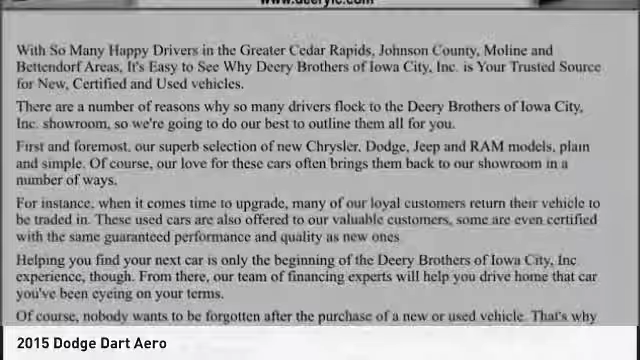 www.deeryic.com
With So Many Happy Drivers in the Greater Cedar Rapids, Johnson County, Moline and
Bettendorf Areas, It's Easy to See Why Deery Brothers of Iowa City, Inc. is Your Trusted Source
for New, Certified and Used vehicles.
There are a number of reasons why so many drivers flock to the Deery Brothers of Iowa City,
Inc. showroom, so we're going to do our best to outline them all for you.
First and foremost, our superb selection of new Chrysler, Dodge, Jeep and RAM models, plain
and simple. Of course, our love for these cars often brings them back to our showroom in a
number of ways.
For instance, when it comes time to upgrade, many of our loyal customers return their vehicle to
be traded in. These used cars are also offered to our valuable customers, some are even certified
with the same guaranteed performance and quality as new ones
Helping you find your next car is only the beginning of the Deery Brothers of Iowa City, Inc
experience, though. From there, our team of financing experts will help you drive home that car
you've been eyeing on your terms.
Of course, nobody wants to be forgotten after the purchase of a new or used vehicle. That's why
2015 Dodge Dart Aero